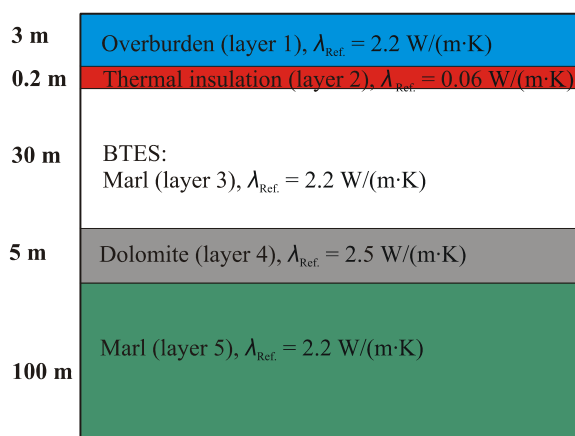 3 m
Overburden (layer 1), λRef. = 2.2 W/(m·K)
0.2 m
Thermal insulation (layer 2), λRef. = 0.06 W/(m·K)
30 m
BTES:
Marl (layer 3), λRef. = 2.2 W/(m·K)
5 m
Dolomite (layer 4), λRef. = 2.5 W/(m·K)
Marl (layer 5), λRef. = 2.2 W/(m·K)
100 m